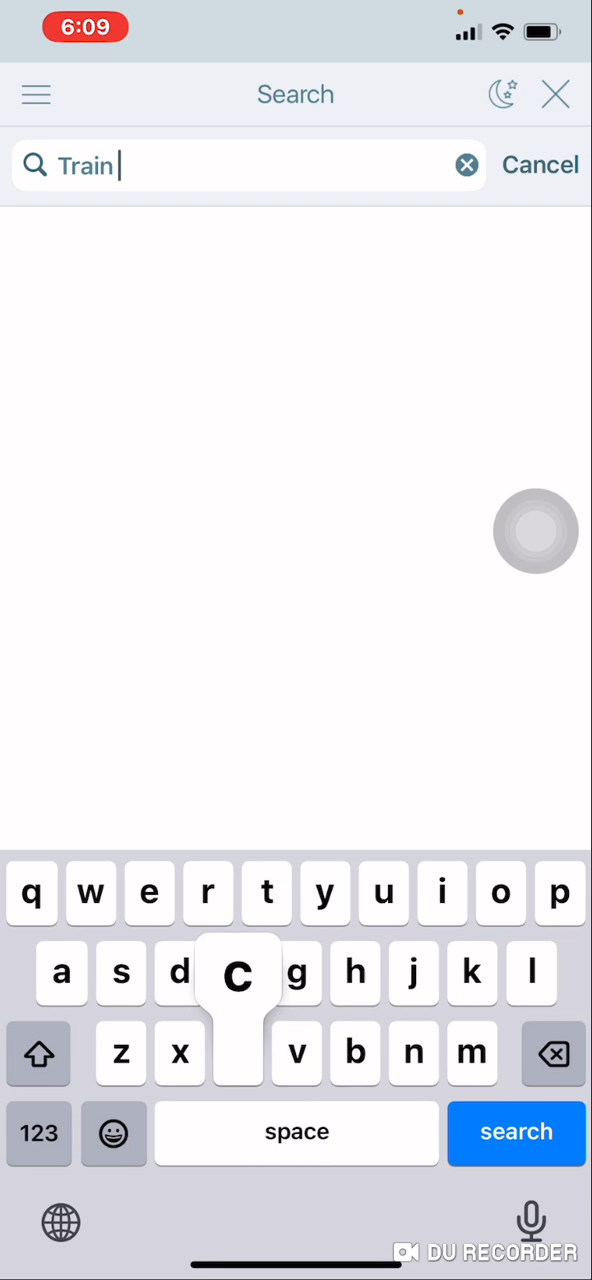 6:09
Search
Train
Cancel
q w e r t y u i o p
a s d c g h j k l
z x v b n m
123 space search
DU RECORDER